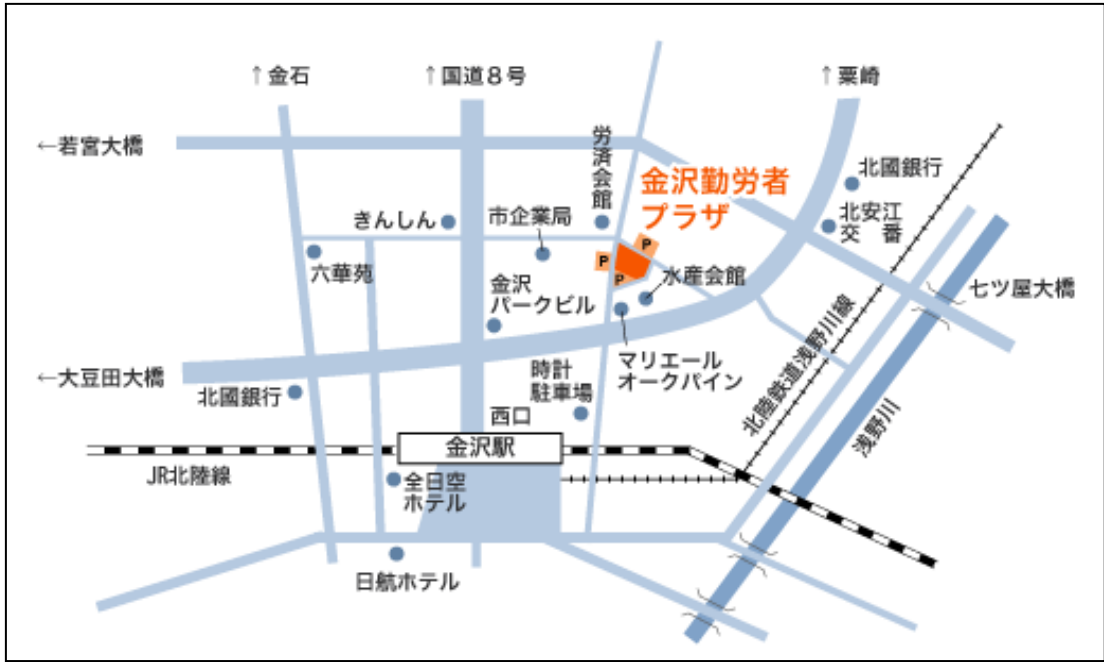 ↑金石
↑国道8号
↑粟崎
←若宮大橋
労済会館
金沢勤労者
プラザ
北國銀行
きんしん
市企業局
北安江
交番
六華苑
P
P
P
水産会館
金沢
パークビル
七ツ屋大橋
←大豆田大橋
マリエール
オークパイン
時計
駐車場
北國銀行
西口
北陸鉄道浅野川線
浅野川
金沢駅
JR北陸線
全日空
ホテル
日航ホテル